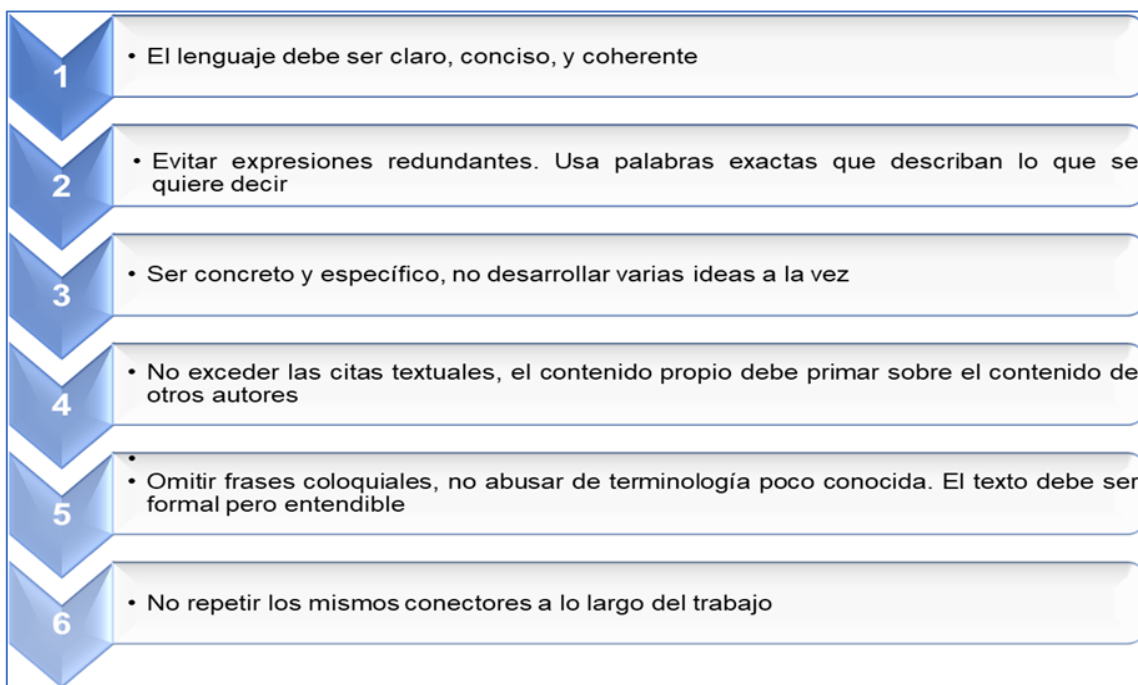 1
• El lenguaje debe ser claro, conciso, y coherente
2
• Evitar expresiones redundantes. Usa palabras exactas que describan lo que se
quiere decir
3
• Ser concreto y específico, no desarrollar varias ideas a la vez
4
• No exceder las citas textuales, el contenido propio debe primar sobre el contenido de
otros autores
5
•
• Omitir frases coloquiales, no abusar de terminología poco conocida. El texto debe ser
formal pero entendible
6
• No repetir los mismos conectores a lo largo del trabajo